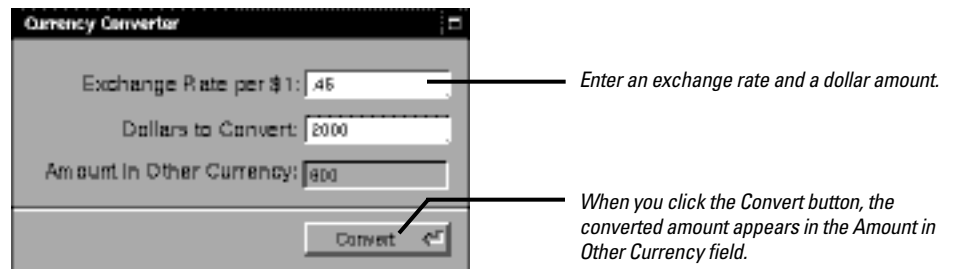 Currency Converter
Exchange Rate per $1: .45
Enter an exchange rate and a dollar amount.
Dollars to Convert: 2000
Amount in Other Currency: 900
When you click the Convert button, the
converted amount appears in the Amount in
Other Currency field.
Convert